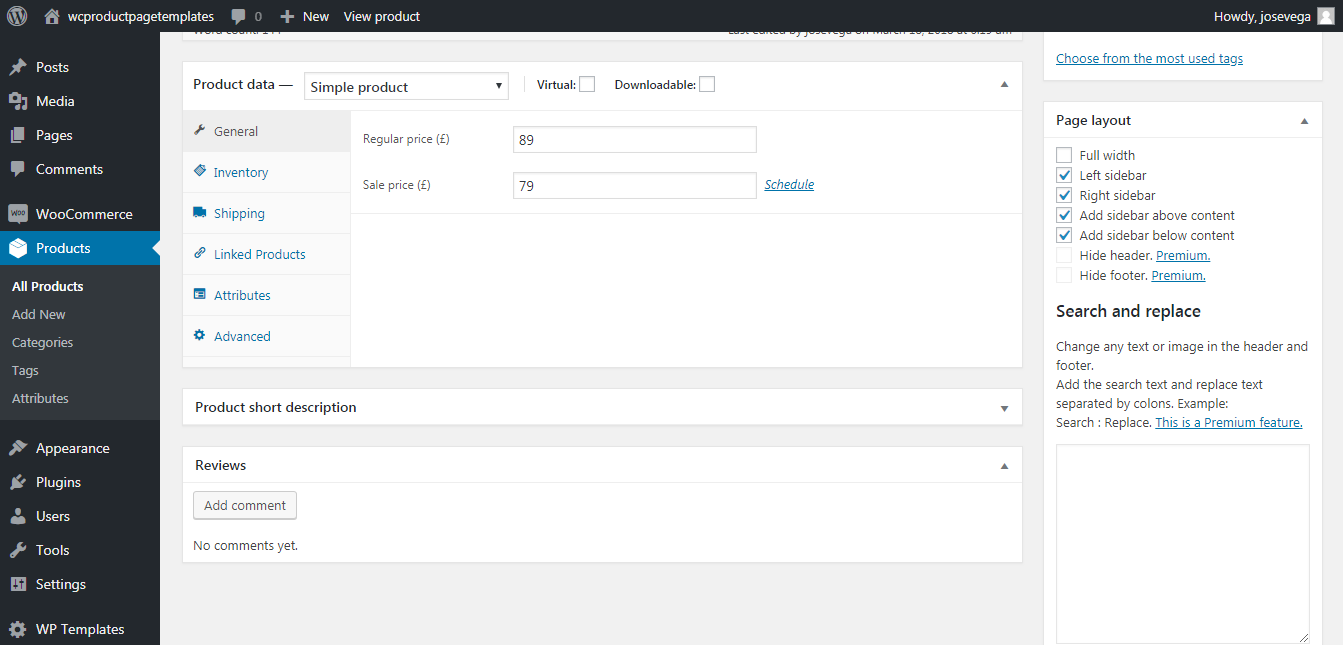 wcproductpagetemplates
0
New
View product
Howdy, josevega
Posts
Media
Pages
Comments
WOO
WooCommerce
Products
All Products
Add New
Categories
Tags
Attributes
Appearance
Plugins
Users
Tools
Settings
WP Templates
Product data —
Simple product
Virtual:
Downloadable:
General
Inventory
Shipping
Linked Products
Attributes
Advanced
Regular price (£)
89
Sale price (£)
79
Schedule
Product short description
Reviews
Add comment
No comments yet.
Choose from the most used tags
Page layout
Full width
Left sidebar
Right sidebar
Add sidebar above content
Add sidebar below content
Hide header. Premium.
Hide footer. Premium.
Search and replace
Change any text or image in the header and
footer.
Add the search text and replace text
separated by colons. Example:
Search : Replace. This is a Premium feature.